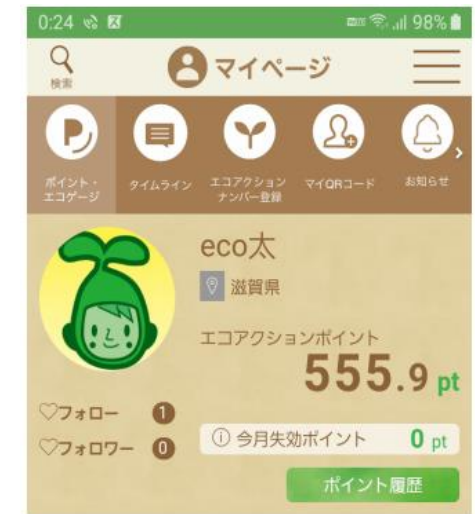 0:24 98%
検索
マイページ
ポイント・
エコゲージ
タイムライン
エコアクション
ナンバー登録
マイQRコード
お知らせ
eco太
滋賀県
エコアクションポイント
555.9 pt
♡フォロー 1
♡フォロワー 0
ⓘ 今月失効ポイント 0 pt
ポイント履歴